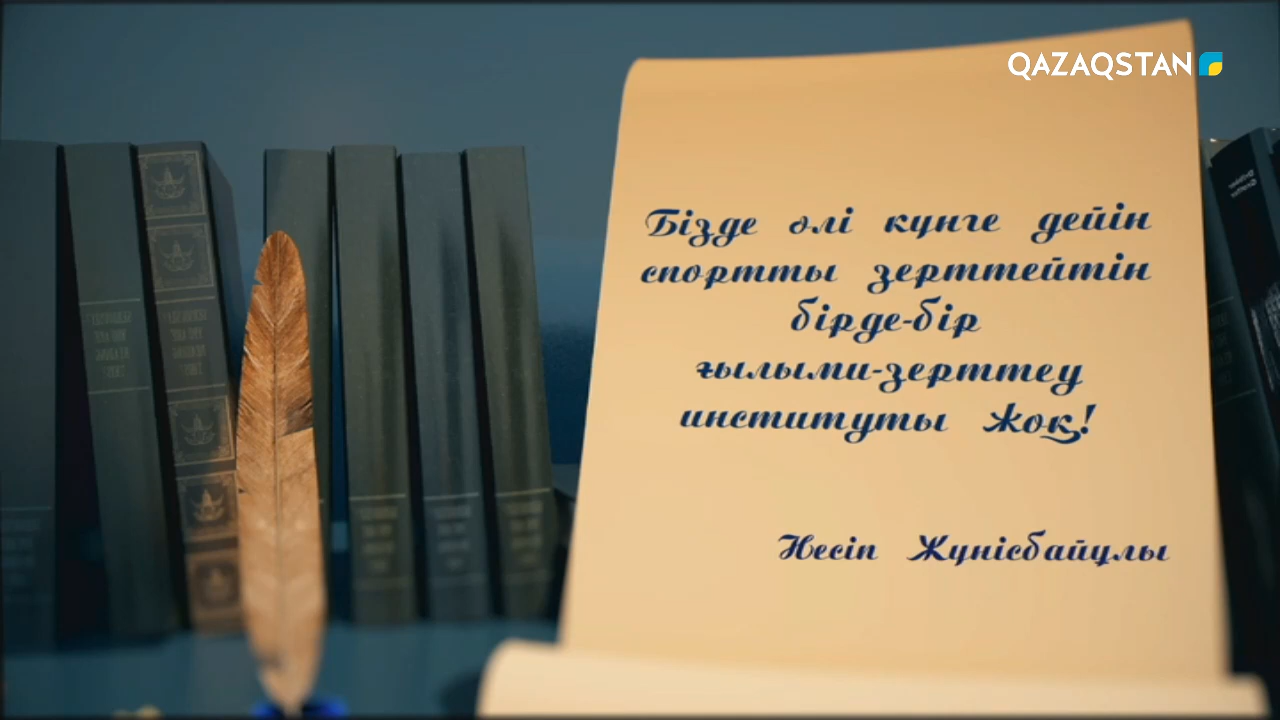 QAZAQSTAN
Бізде әлі күнге дейін
спортты зерттейтін
бірде-бір
ғылыми-зерттеу
институты жоқ!
Несіп Жүнісбайұлы